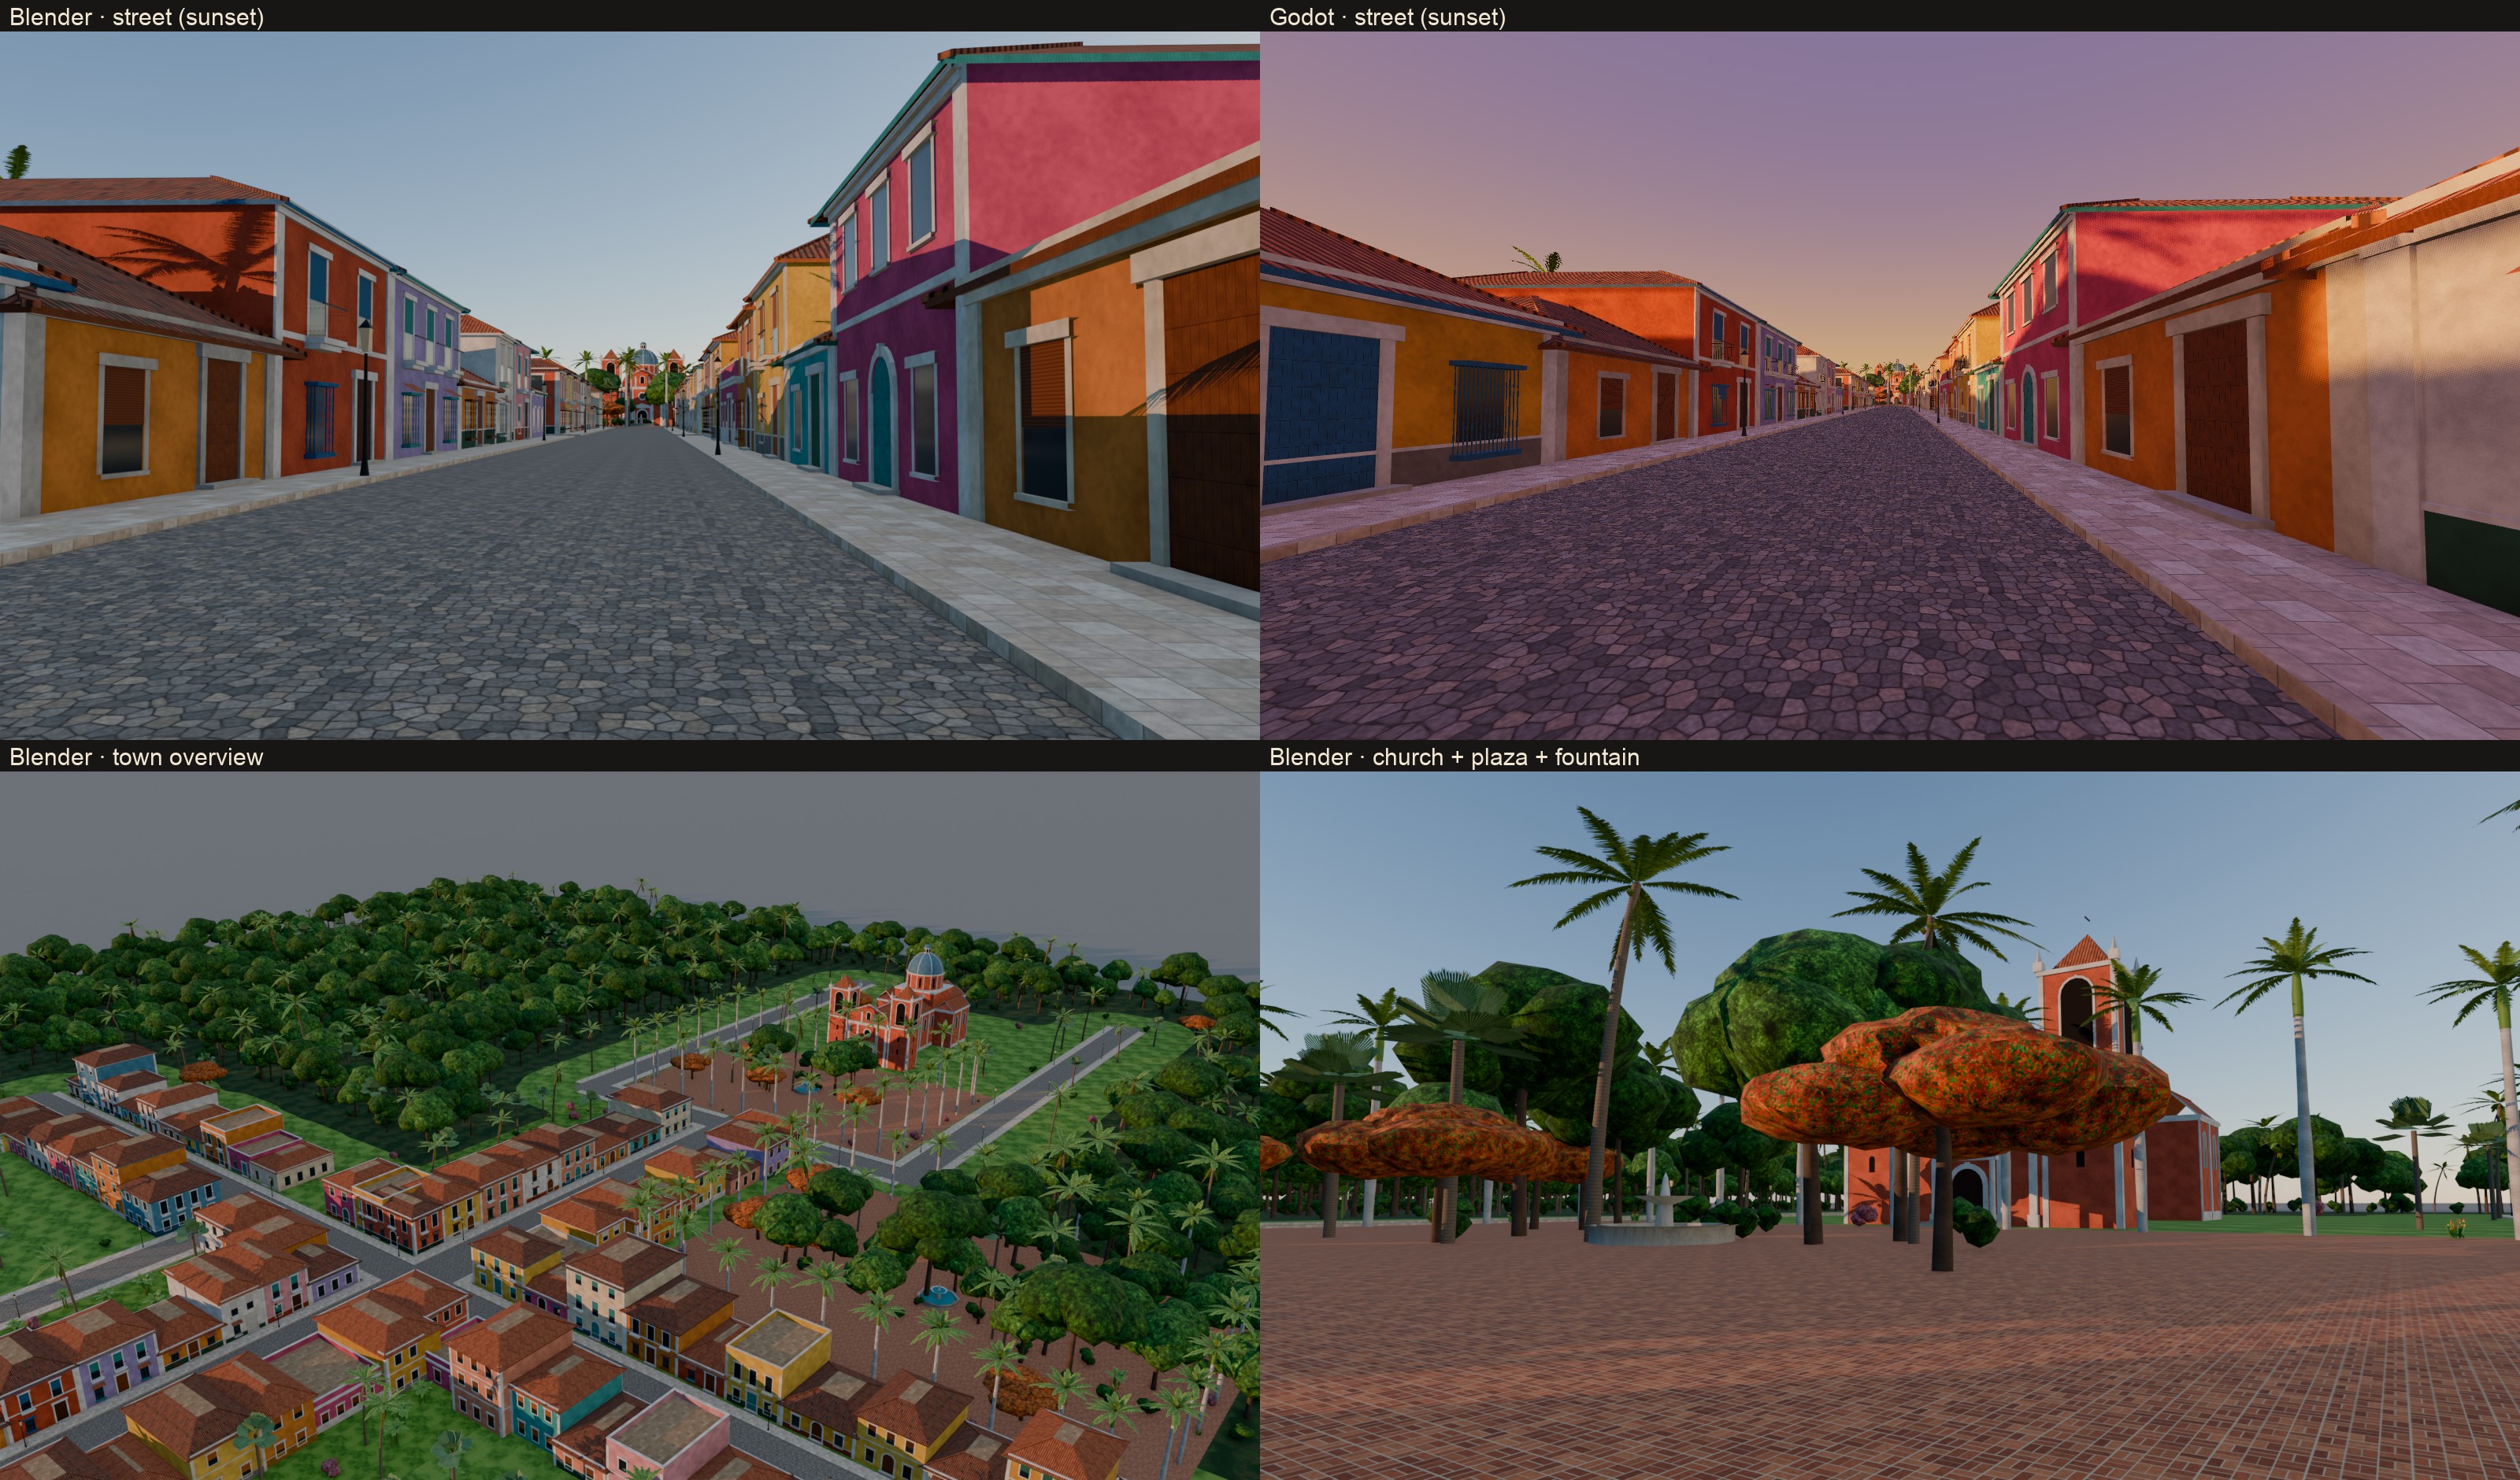 Blender · street (sunset)
Godot · street (sunset)
Blender · town overview
Blender · church + plaza + fountain